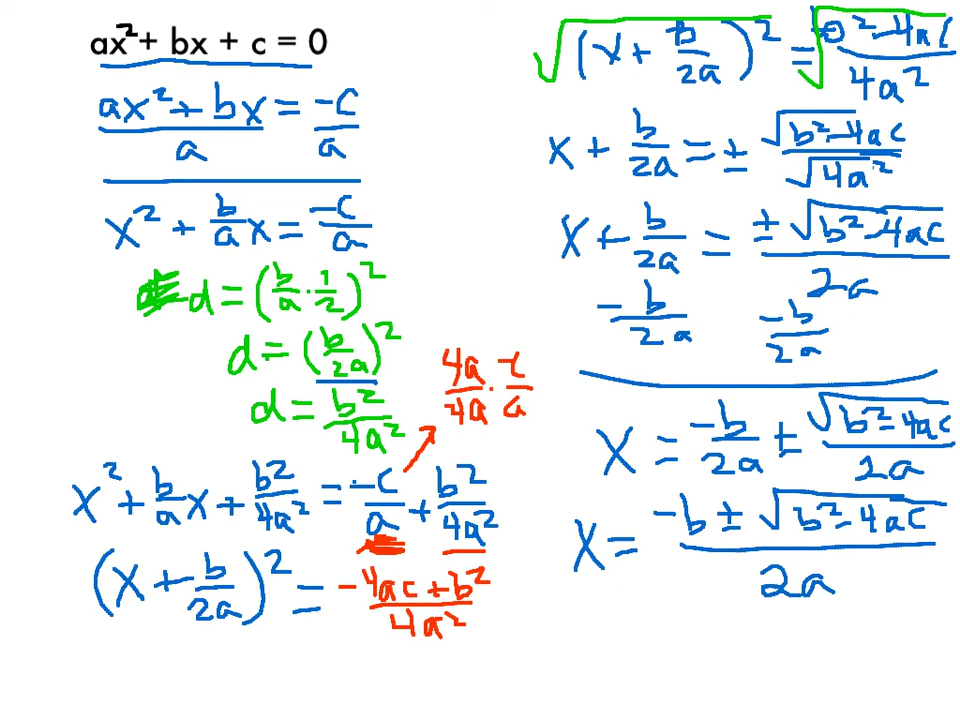 ax² + bx + c = 0
ax² + bx / a = -c / a
x² + b/a x = -c/a
d = (b/a · 1/2)²
d = (b/2a)²
d = b²/4a²
4a/4a · -c/a
x² + b/a x + b²/4a² = -c/a + b²/4a²
(x + b/2a)² = -4ac + b² / 4a²
√(x + b/2a)² = √b² - 4ac / 4a²
x + b/2a = ± √b² - 4ac / √4a²
x + b/2a = ± √b² - 4ac / 2a
- b/2a - b/2a
x = -b/2a ± √b² - 4ac / 2a
x = -b ± √b² - 4ac / 2a